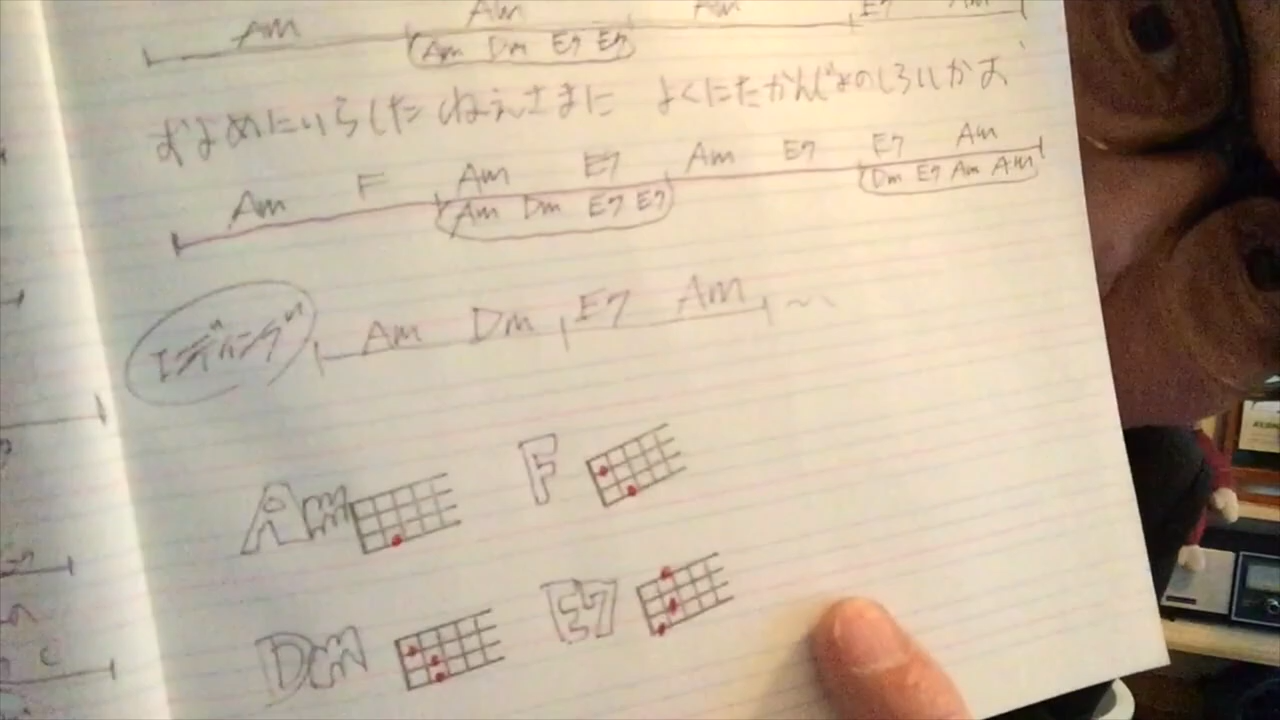 Am Am Am E7 Am
Am Dm E7 E7
およめにいらした ねえさまに よくにたかんじょのしろいかお
Am F Am E7 Am E7 E7 Am
Am Dm E7 E7 Dm E7 Am Am
エンディング Am Dm E7 Am 〜
Am F
Dm E7